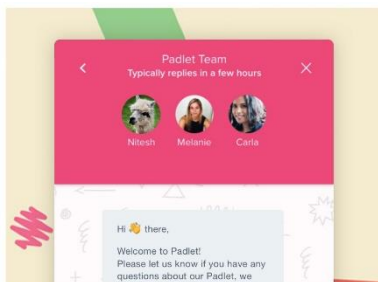 Padlet Team
Typically replies in a few hours
Nitesh Melanie Carla
Hi 👋 there,
Welcome to Padlet!
Please let us know if you have any
questions about our Padlet, we